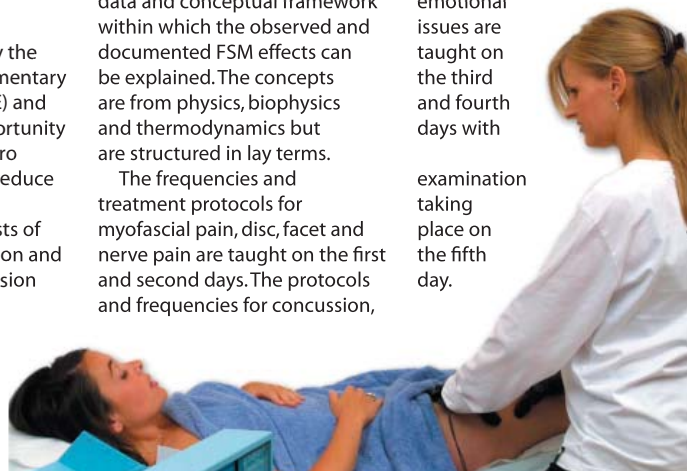 y the
mentary
E) and
ortunity
ro
educe
sts of
on and
sion
data and conceptual framework
within which the observed and
documented FSM effects can
be explained. The concepts
are from physics, biophysics
and thermodynamics but
are structured in lay terms.
The frequencies and
treatment protocols for
myofascial pain, disc, facet and
nerve pain are taught on the first
and second days. The protocols
and frequencies for concussion,
emotional
issues are
taught on
the third
and fourth
days with
examination
taking
place on
the fifth
day.